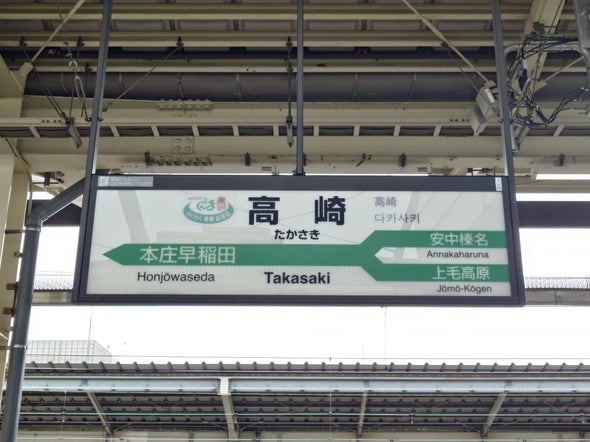 高崎
たかさき
高崎
다카사키
本庄早稲田
Honjōwaseda
Takasaki
安中榛名
Annakaharuna
上毛高原
Jōmō-Kōgen